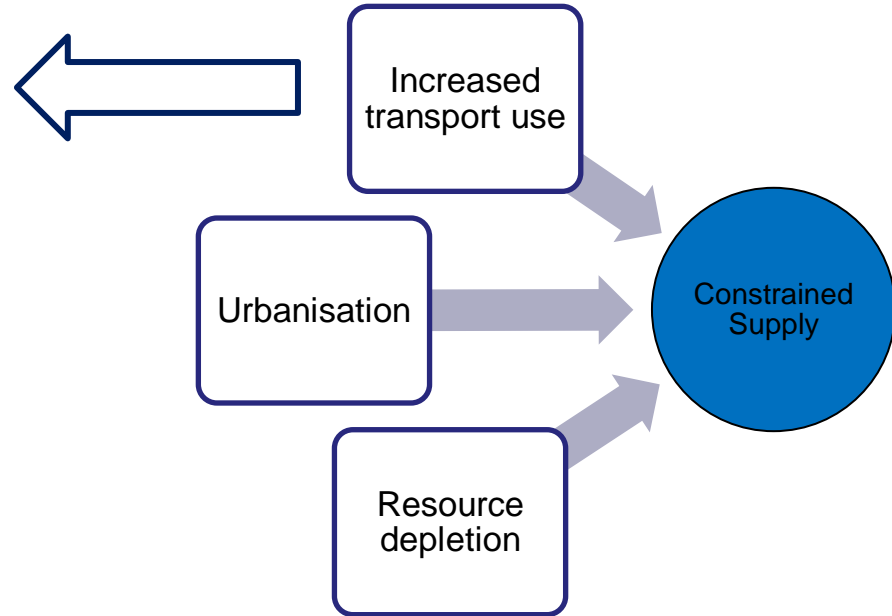 Increased
transport use
Urbanisation
Constrained
Supply
Resource
depletion